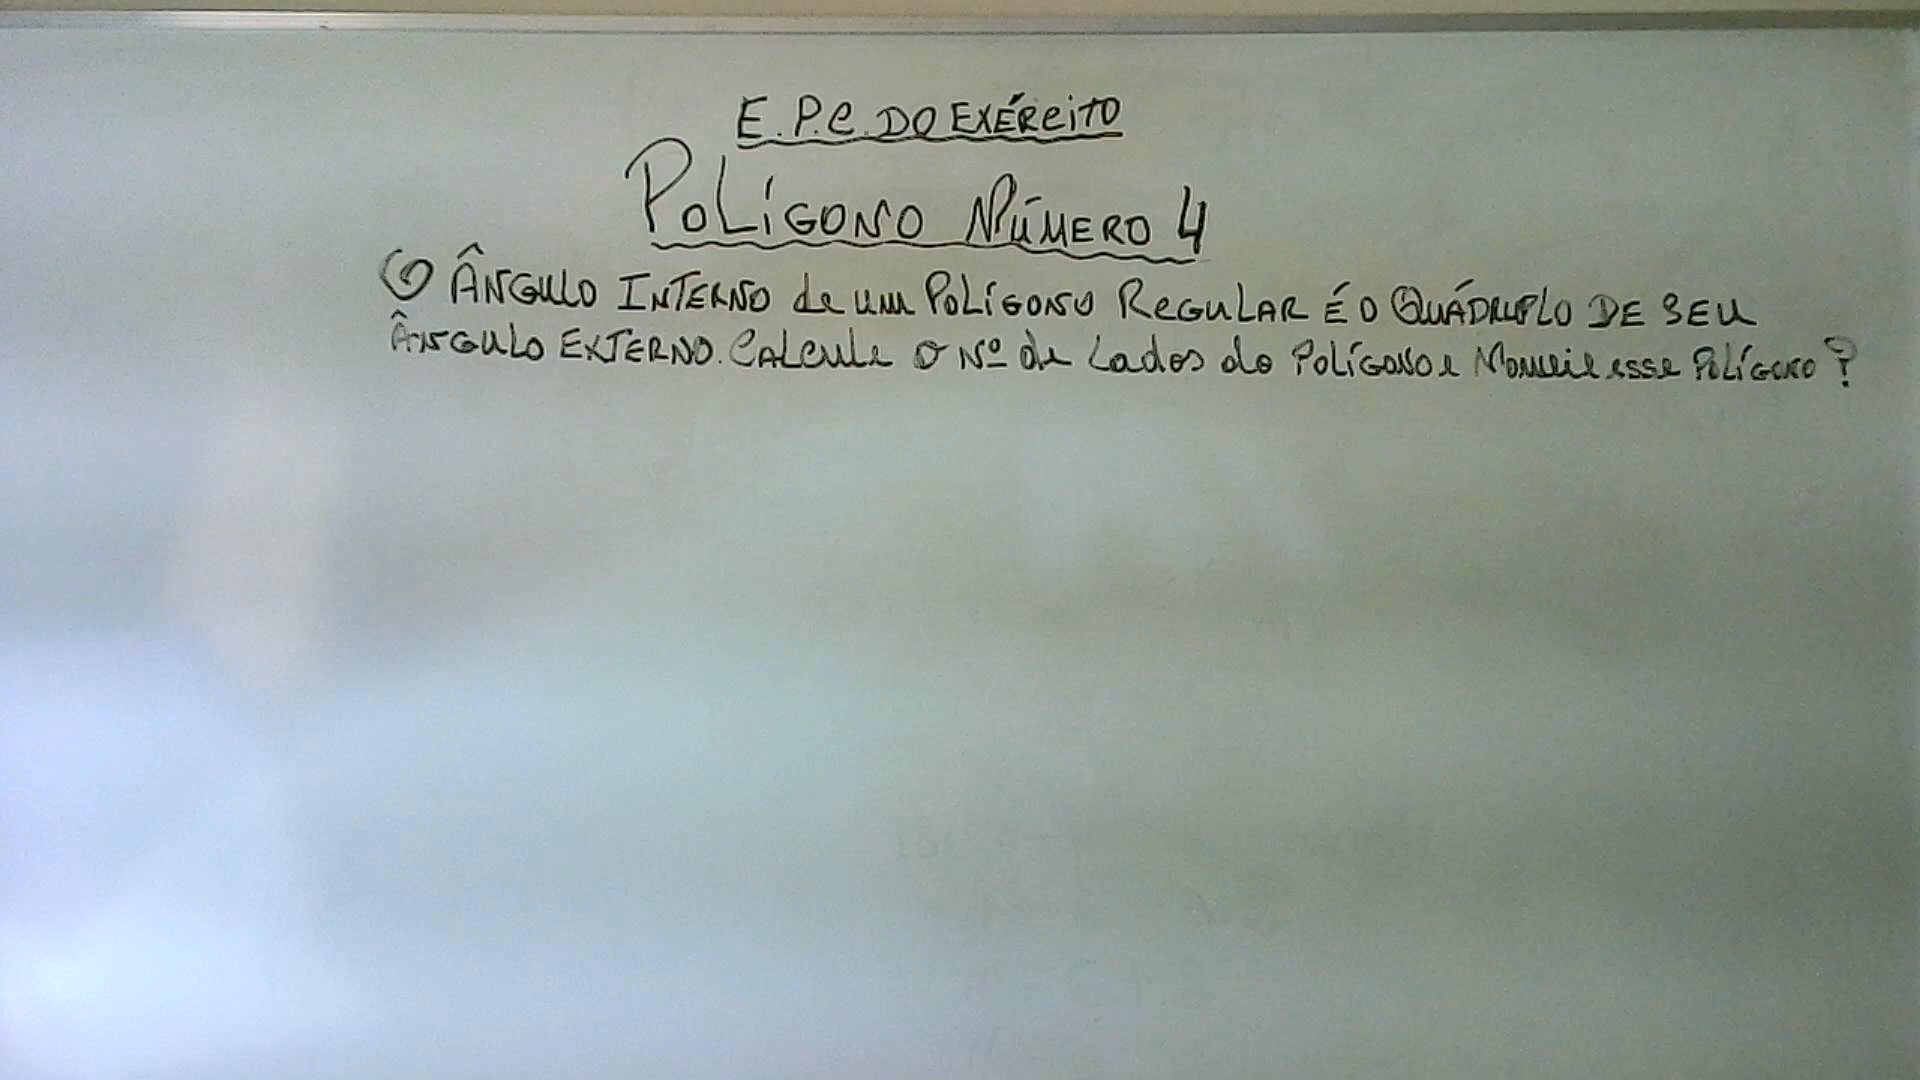 E.P.C. DO EXÉRCITO
POLÍGONO NÚMERO 4
O ÂNGULO INTERNO de um POLÍGONO REGULAR É O QUÁDRUPLO DE SEU
ÂNGULO EXTERNO. CALCule o Nº de Lados do POLÍGONO e Nomeie esse POLÍGONO?